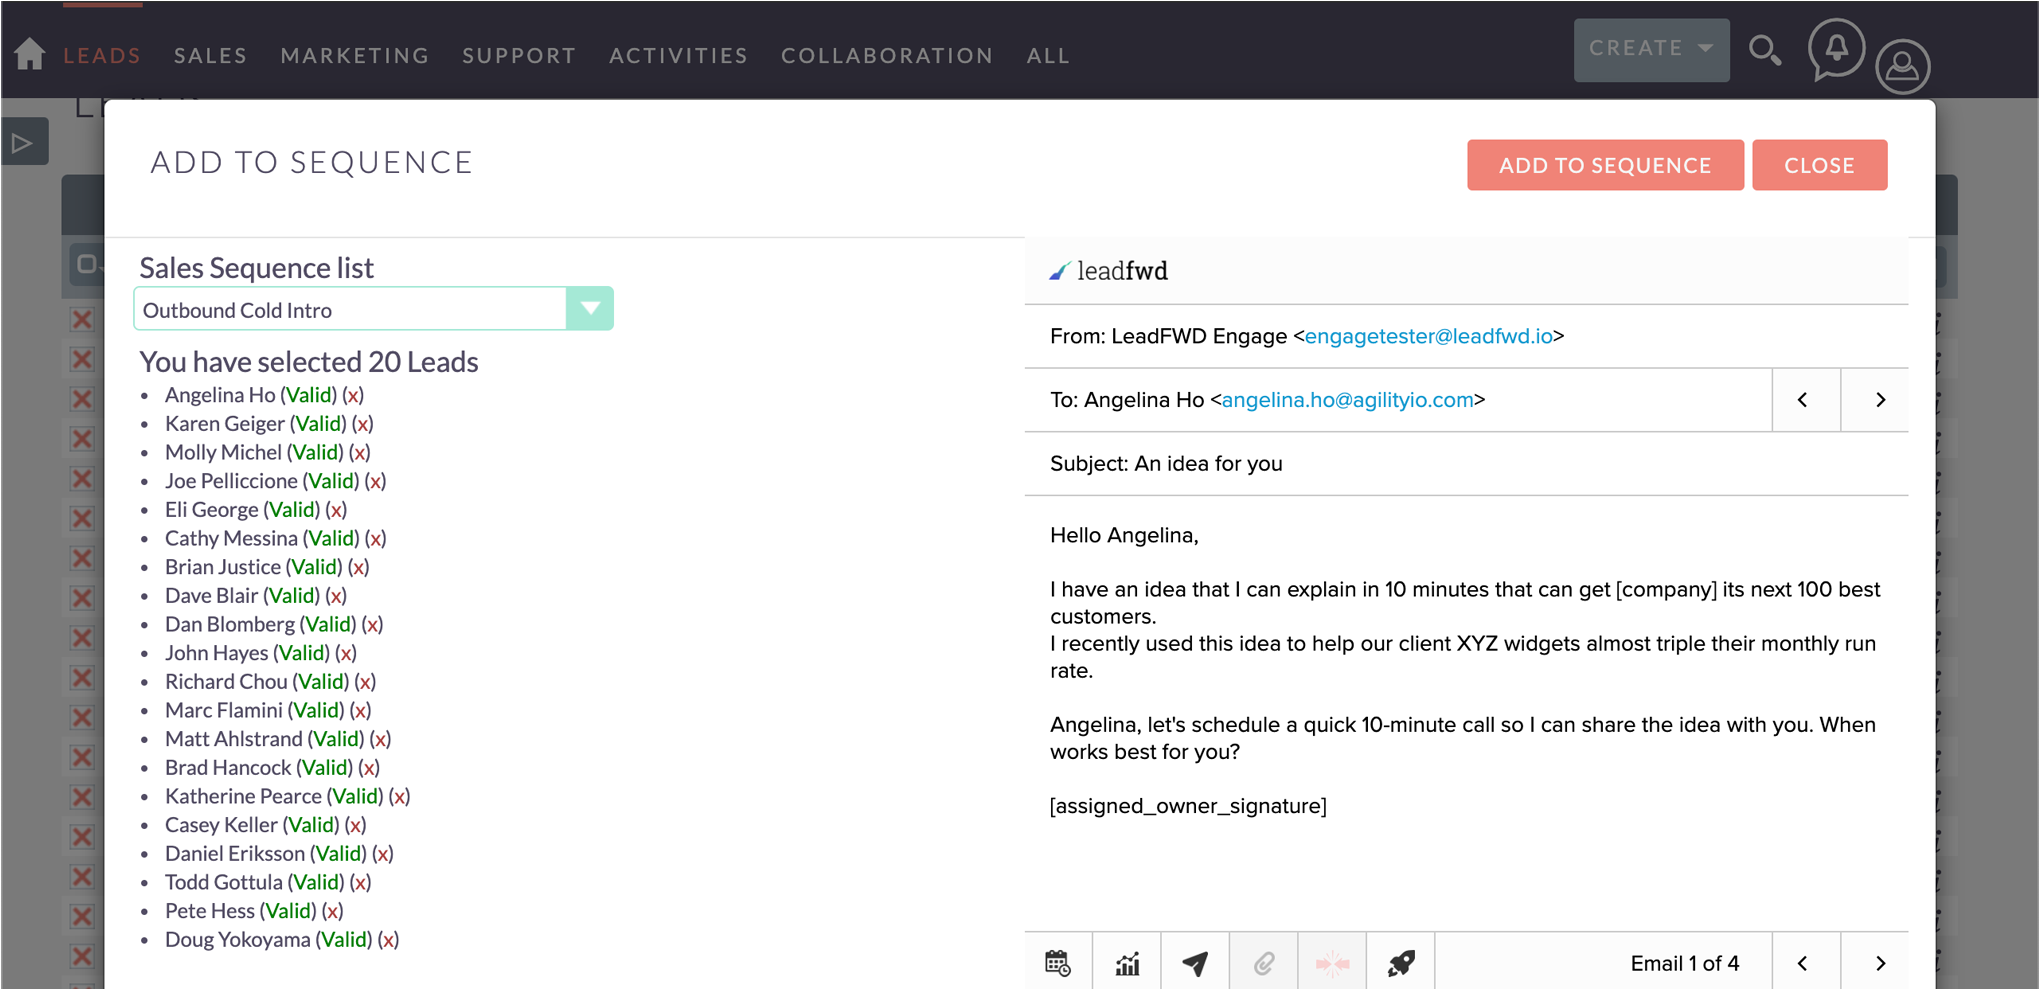 LEADS SALES MARKETING SUPPORT ACTIVITIES COLLABORATION ALL CREATE
ADD TO SEQUENCE
ADD TO SEQUENCE CLOSE
Sales Sequence list
Outbound Cold Intro
You have selected 20 Leads
• Angelina Ho (Valid) (x)
• Karen Geiger (Valid) (x)
• Molly Michel (Valid) (x)
• Joe Pelliccione (Valid) (x)
• Eli George (Valid) (x)
• Cathy Messina (Valid) (x)
• Brian Justice (Valid) (x)
• Dave Blair (Valid) (x)
• Dan Blomberg (Valid) (x)
• John Hayes (Valid) (x)
• Richard Chou (Valid) (x)
• Marc Flamini (Valid) (x)
• Matt Ahlstrand (Valid) (x)
• Brad Hancock (Valid) (x)
• Katherine Pearce (Valid) (x)
• Casey Keller (Valid) (x)
• Daniel Eriksson (Valid) (x)
• Todd Gottula (Valid) (x)
• Pete Hess (Valid) (x)
• Doug Yokoyama (Valid) (x)
leadfwd
From: LeadFWD Engage <engagetester@leadfwd.io>
To: Angelina Ho <angelina.ho@agilityio.com>
Subject: An idea for you
Hello Angelina,
I have an idea that I can explain in 10 minutes that can get [company] its next 100 best
customers.
I recently used this idea to help our client XYZ widgets almost triple their monthly run
rate.
Angelina, let's schedule a quick 10-minute call so I can share the idea with you. When
works best for you?
[assigned_owner_signature]
Email 1 of 4